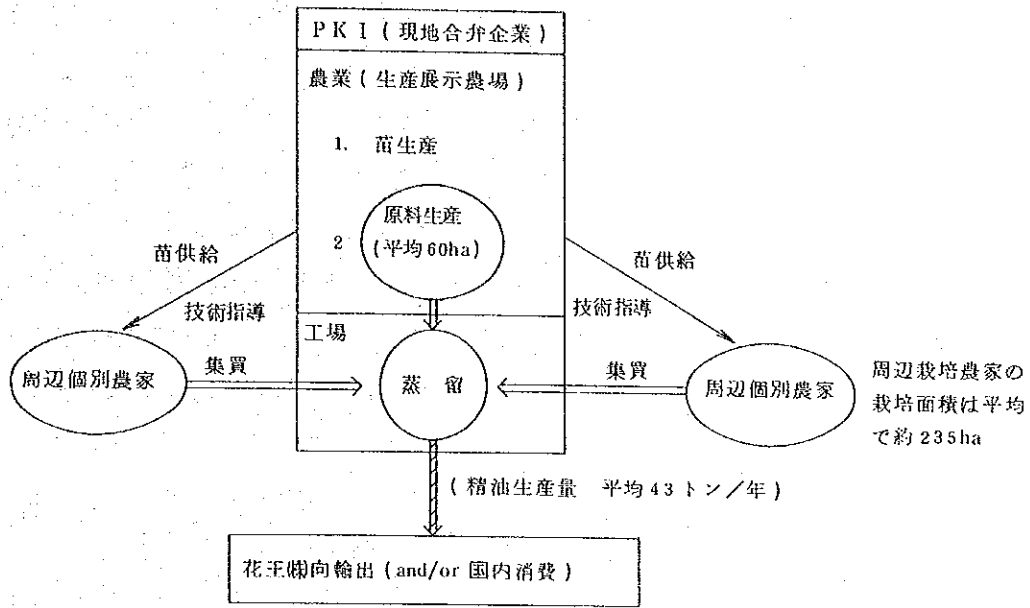 PKI(現地合弁企業)
農業(生産展示農場)
1. 苗生産
2 原料生産
(平均60ha)
苗供給
技術指導
苗供給
技術指導
工場
周辺個別農家
集買
蒸留
集買
周辺個別農家
周辺栽培農家の
栽培面積は平均
で約235ha
(精油生産量 平均43トン/年)
花王㈱向輸出(and/or 国内消費)